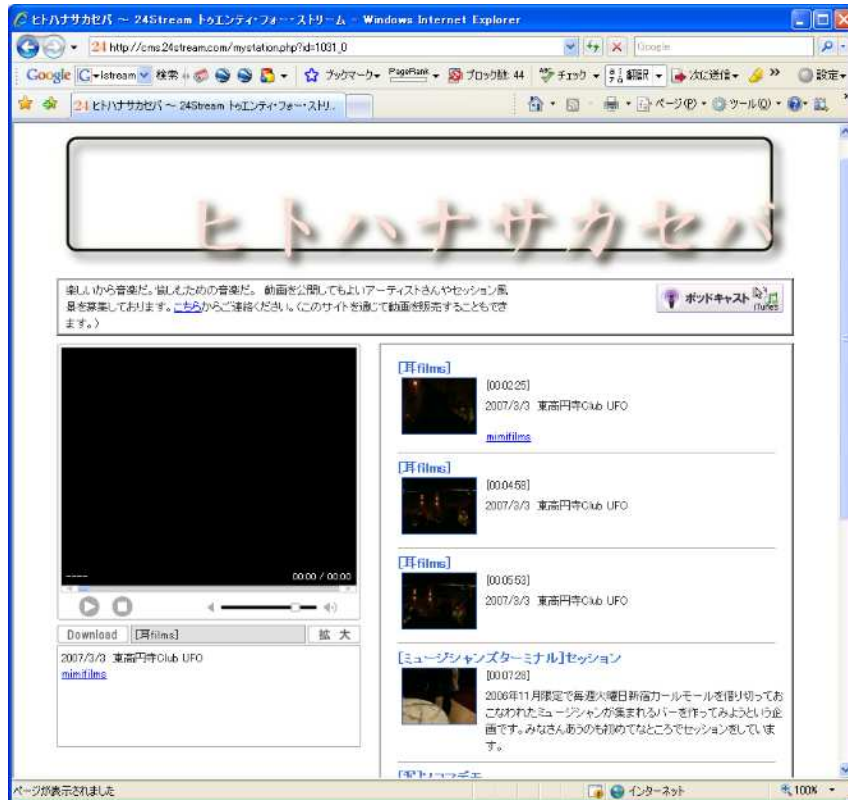 ヒトハナサカセバ ～ 24Stream トゥエンティ・フォー・ストリーム - Windows Internet Explorer
http://cms.24stream.com/mystation.php?id=1031_0
Google
Google
検索
ブックマーク
PageRank
ブロック数: 44
チェック
翻訳
次に送信
設定
ヒトハナサカセバ ～ 24Stream トゥエンティ・フォー・ストリ...
ページ(P)
ツール(O)
ヒトハナサカセバ
楽しいから音楽だ。愉しむための音楽だ。 動画を公開してもよいアーティストさんやセッション風
景を募集しております。こちらからご連絡ください。（このサイトを通じて動画を販売することもでき
ます。）
ポッドキャスト
iTunes
[耳films]
[00:02:25]
2007/3/3 東高円寺Club UFO
mimifilms
[耳films]
[00:04:58]
2007/3/3 東高円寺Club UFO
[耳films]
[00:05:53]
2007/3/3 東高円寺Club UFO
[ミュージシャンズターミナル]セッション
[00:07:28]
2006年11月限定で毎週火曜日新宿カールモールを借り切ってお
こなわれたミュージシャンが集まれるバーを作ってみようという企
画です。みなさんあうのも初めてなところでセッションをしていま
す。
----
00:00 / 00:00
Download
[耳films]
拡 大
2007/3/3 東高円寺Club UFO
mimifilms
ページが表示されました
インターネット
100%